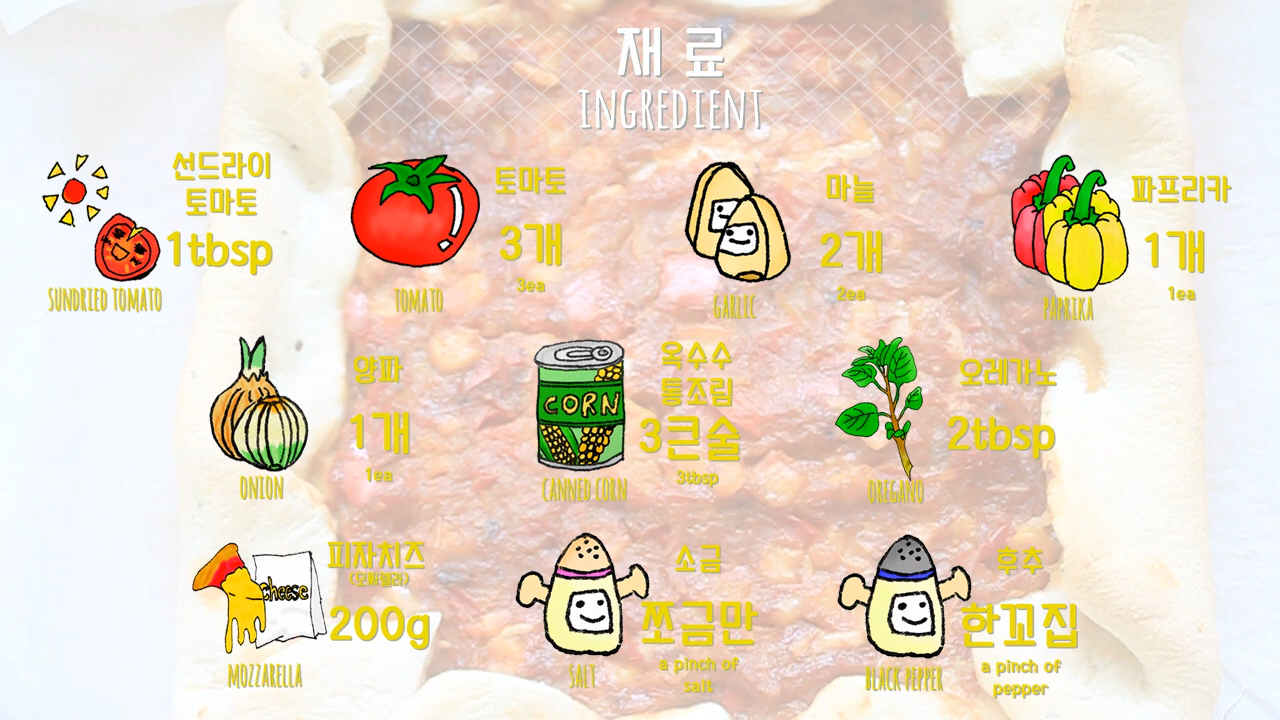 재 료
INGREDIENT
선드라이
토마토
1tbsp
SUNDRIED TOMATO
토마토
3개
3ea
TOMATO
마늘
2개
2ea
GARLIC
파프리카
1개
1ea
PAPRIKA
양파
1개
1ea
ONION
CORN
옥수수
통조림
3큰술
3tbsp
CANNED CORN
오레가노
2tbsp
OREGANO
cheese
피자치즈
(모짜렐라)
200g
MOZZARELLA
소금
쪼금만
a pinch of
salt
SALT
후추
한꼬집
a pinch of
pepper
BLACK PEPPER